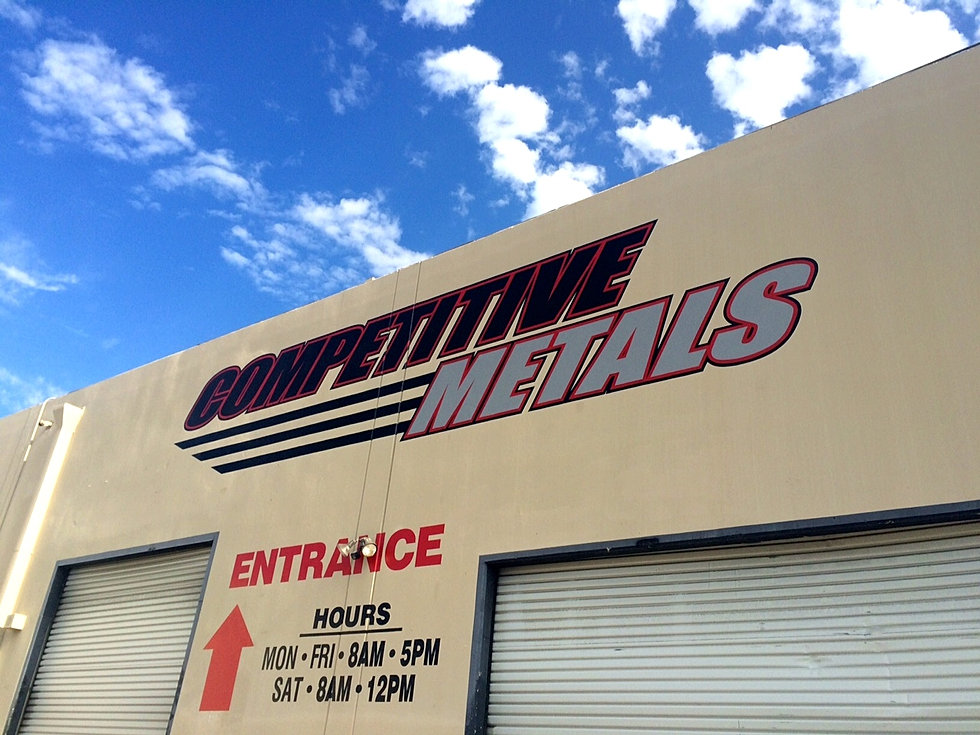 COMPETITIVE
METALS
ENTRANCE
HOURS
MON • FRI • 8AM • 5PM
SAT • 8AM • 12PM